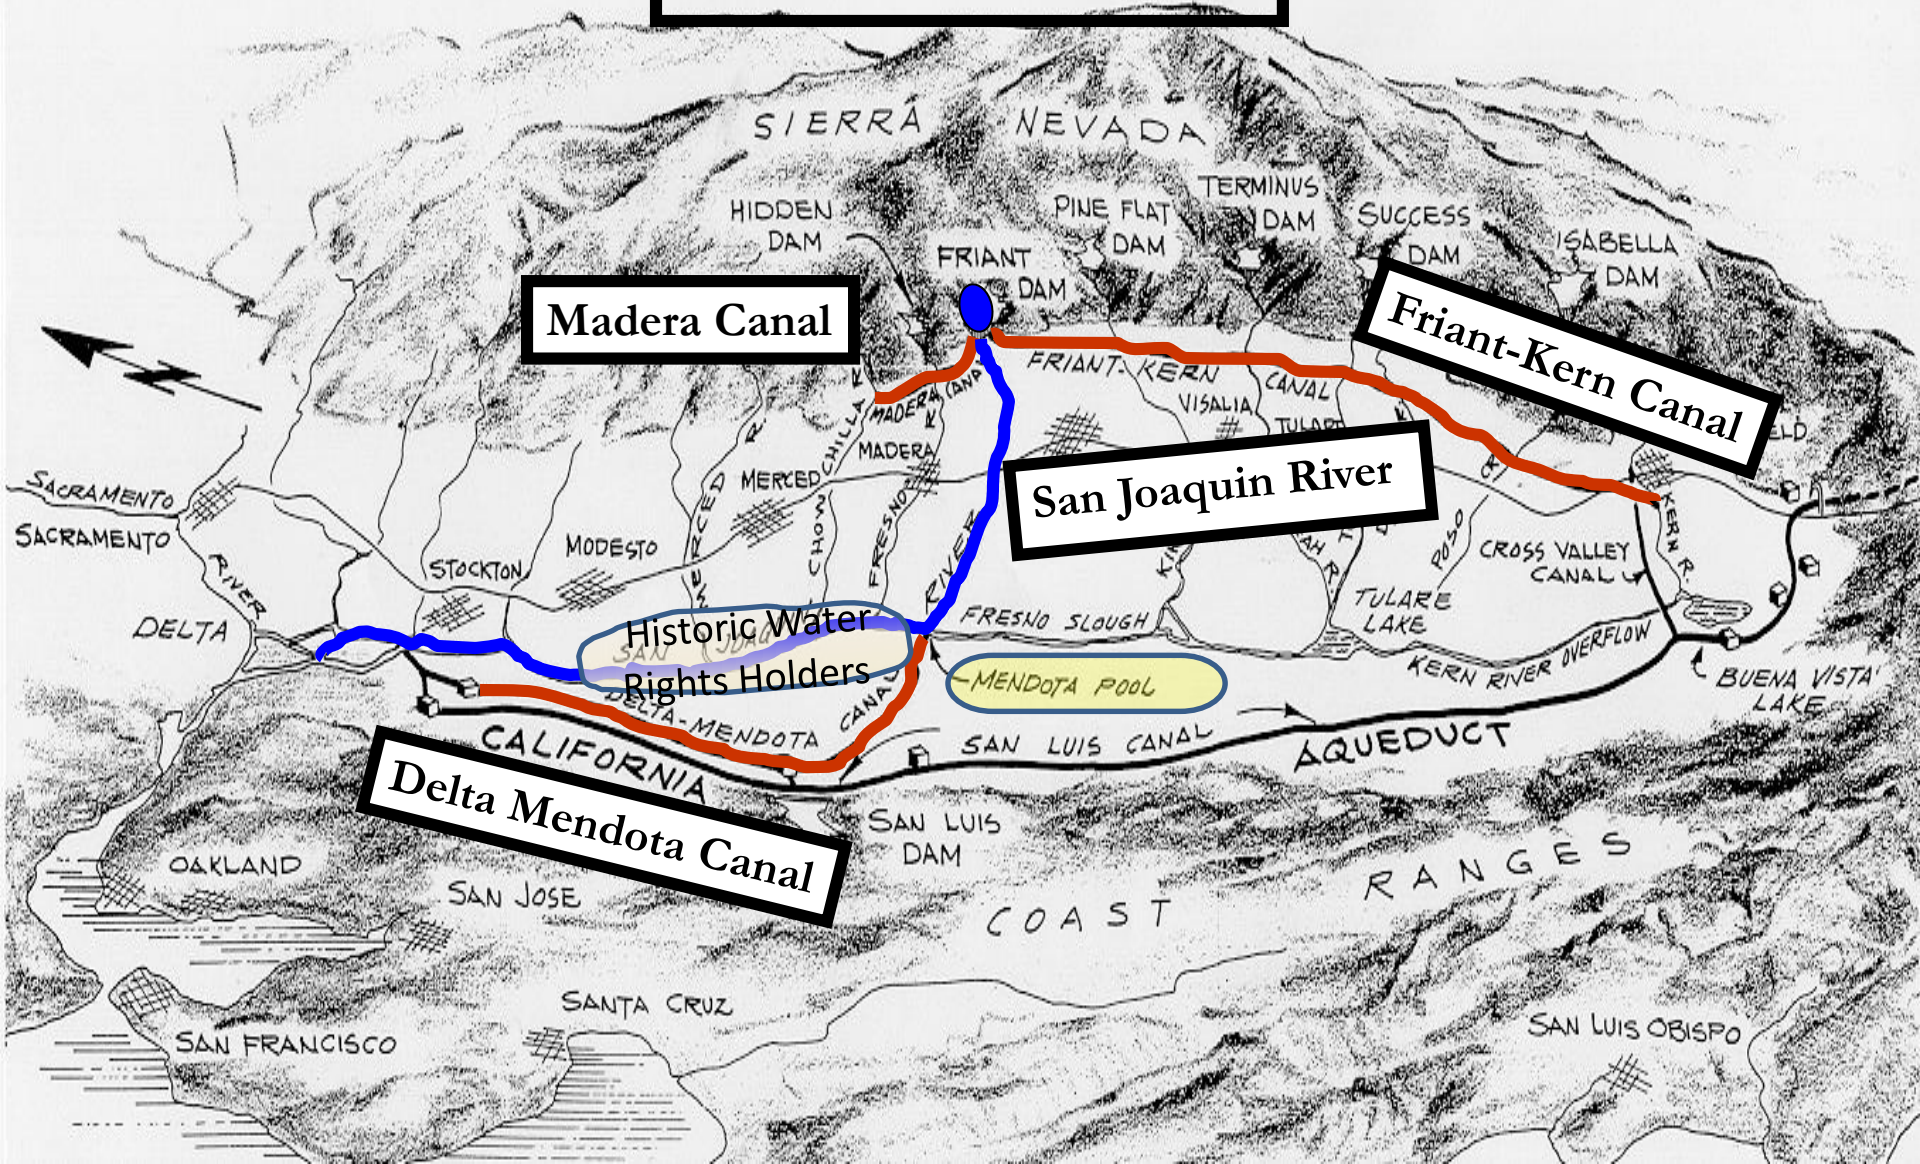 SIERRA NEVADA
HIDDEN
DAM
FRIANT
DAM
PINE FLAT
DAM
TERMINUS
DAM
SUCCESS
DAM
ISABELLA
DAM
Madera Canal
Friant-Kern Canal
FRIANT-KERN
CANAL
MADERA
CANAL
VISALIA
TULARE
MADERA
MERCED
San Joaquin River
SACRAMENTO
SACRAMENTO
RIVER
DELTA
STOCKTON
MODESTO
MERCED R.
CHOWCHILLA R.
FRESNO R.
RIVER
POSO
CROSS VALLEY
CANAL
KERN R.
TULARE
LAKE
FRESNO SLOUGH
KERN RIVER OVERFLOW
BUENA VISTA
LAKE
Historic Water
Rights Holders
SAN JOAQUIN
MENDOTA POOL
DELTA-MENDOTA
CANAL
CALIFORNIA
SAN LUIS CANAL
AQUEDUCT
Delta Mendota Canal
SAN LUIS
DAM
OAKLAND
SAN JOSE
COAST RANGES
SANTA CRUZ
SAN FRANCISCO
SAN LUIS OBISPO